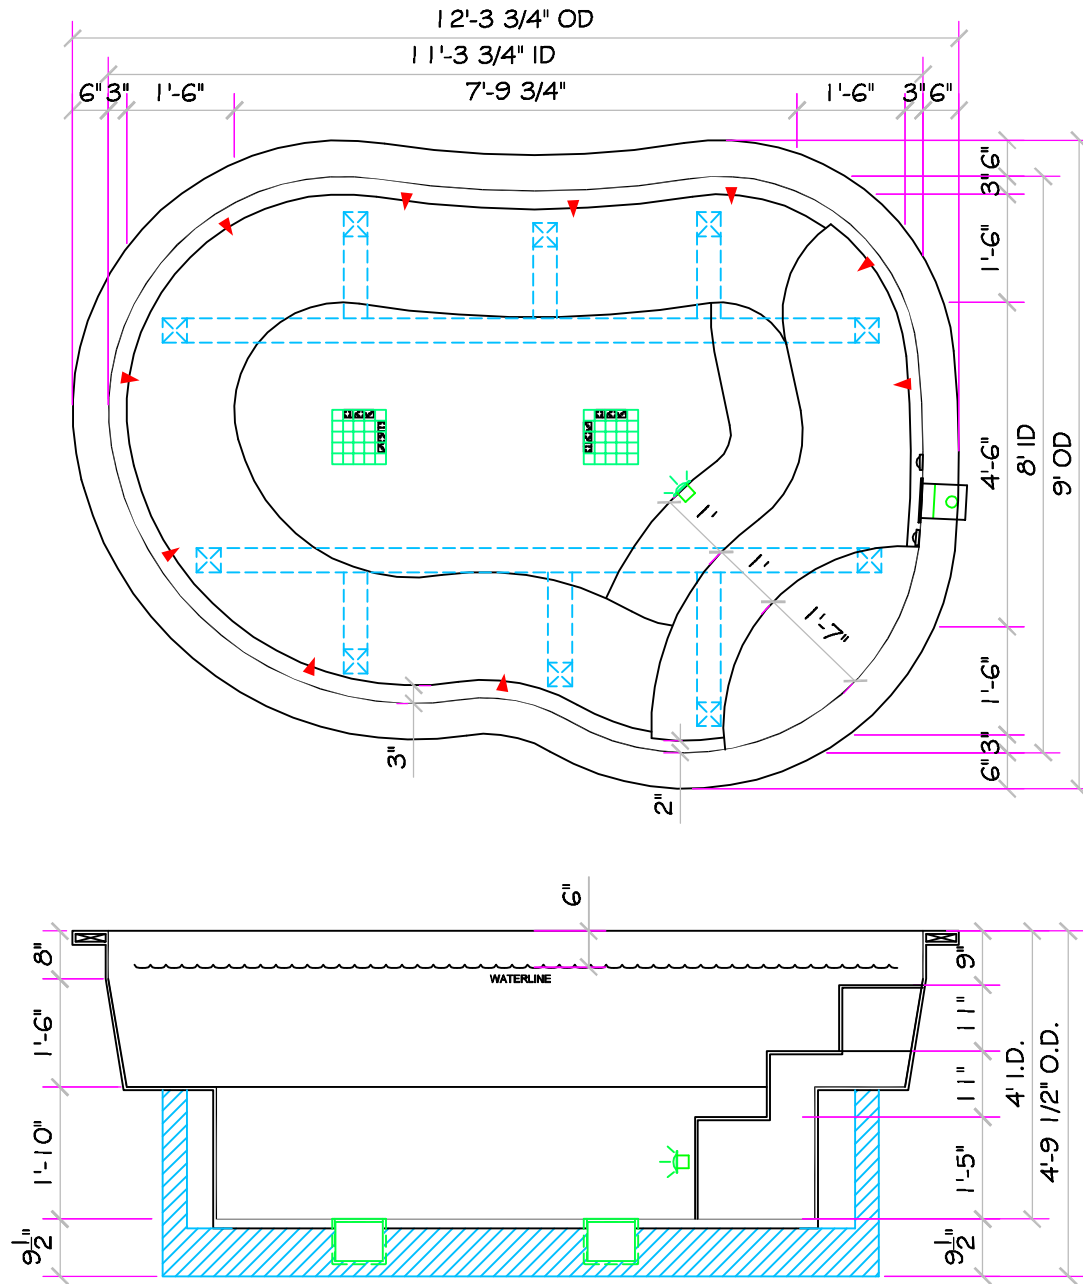 12'-3 3/4" OD
11'-3 3/4" ID
6" 3" 1'-6" 7'-9 3/4" 1'-6" 3" 6"
6"
3"
1'-6"
4'-6"
8' ID
9' OD
1'
1'
1'-7"
1'-6"
3"
6"
3"
2"
6"
8"
9"
WATERLINE
1'-6"
11"
4' I.D.
4'-9 1/2" O.D.
11"
1'-10"
1'-5"
9 1/2"
9 1/2"